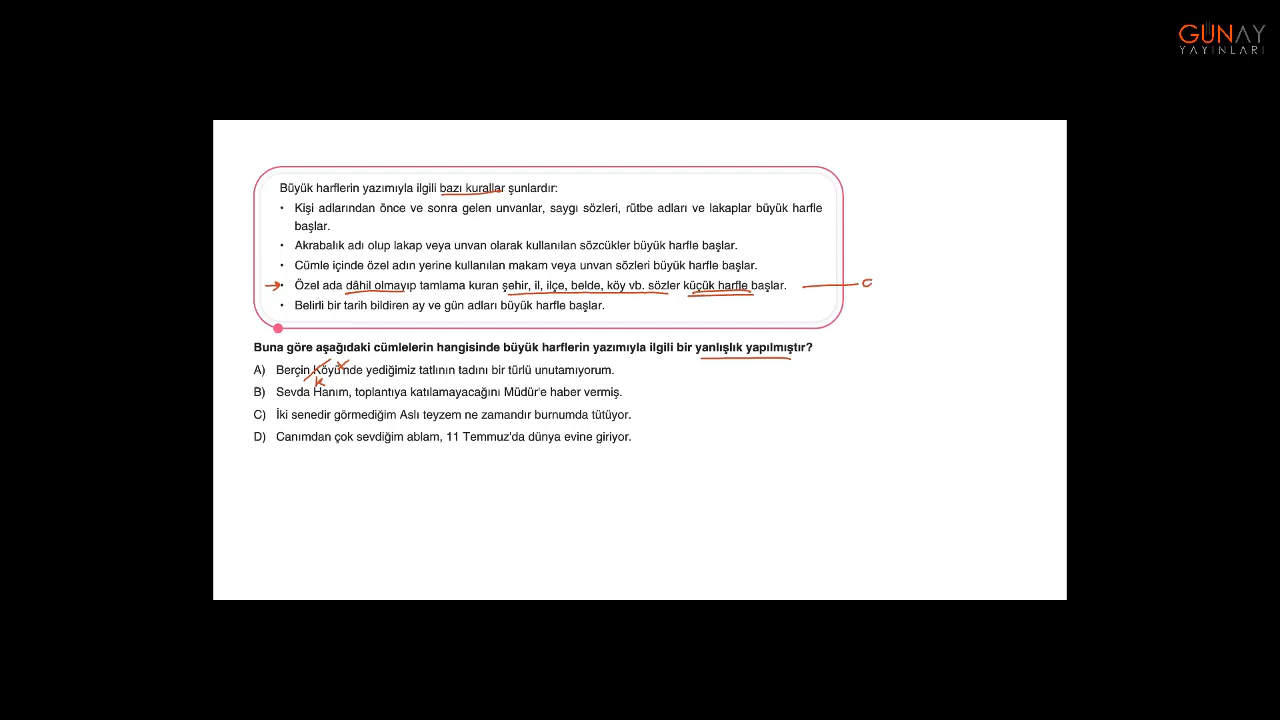 GÜNAY
YAYINLARI
Büyük harflerin yazımıyla ilgili bazı kurallar şunlardır:
• Kişi adlarından önce ve sonra gelen unvanlar, saygı sözleri, rütbe adları ve lakaplar büyük harfle
başlar.
• Akrabalık adı olup lakap veya unvan olarak kullanılan sözcükler büyük harfle başlar.
• Cümle içinde özel adın yerine kullanılan makam veya unvan sözleri büyük harfle başlar.
• Özel ada dâhil olmayıp tamlama kuran şehir, il, ilçe, belde, köy vb. sözler küçük harfle başlar.
• Belirli bir tarih bildiren ay ve gün adları büyük harfle başlar.
Buna göre aşağıdaki cümlelerin hangisinde büyük harflerin yazımıyla ilgili bir yanlışlık yapılmıştır?
A) Berçin Köyü'nde yediğimiz tatlının tadını bir türlü unutamıyorum.
k
B) Sevda Hanım, toplantıya katılamayacağını Müdür'e haber vermiş.
C) İki senedir görmediğim Aslı teyzem ne zamandır burnumda tütüyor.
D) Canımdan çok sevdiğim ablam, 11 Temmuz'da dünya evine giriyor.